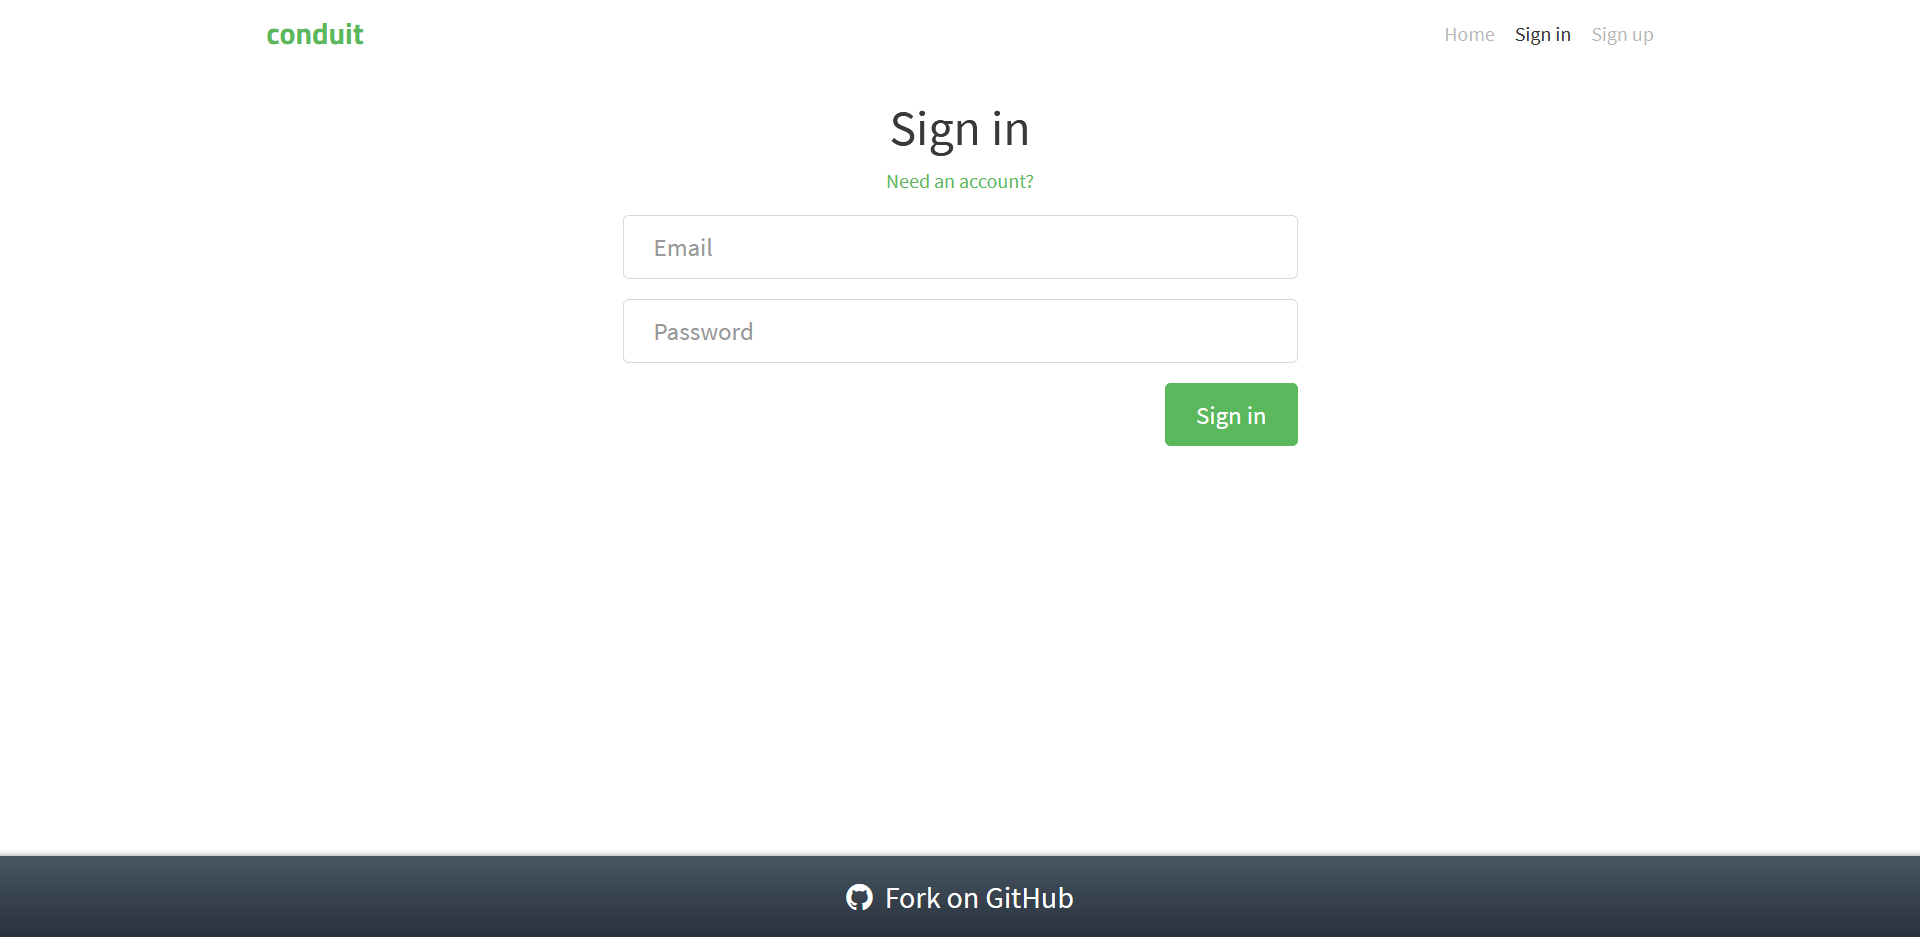 conduit
Home Sign in Sign up
Sign in
Need an account?
Email
Password
Sign in
Fork on GitHub